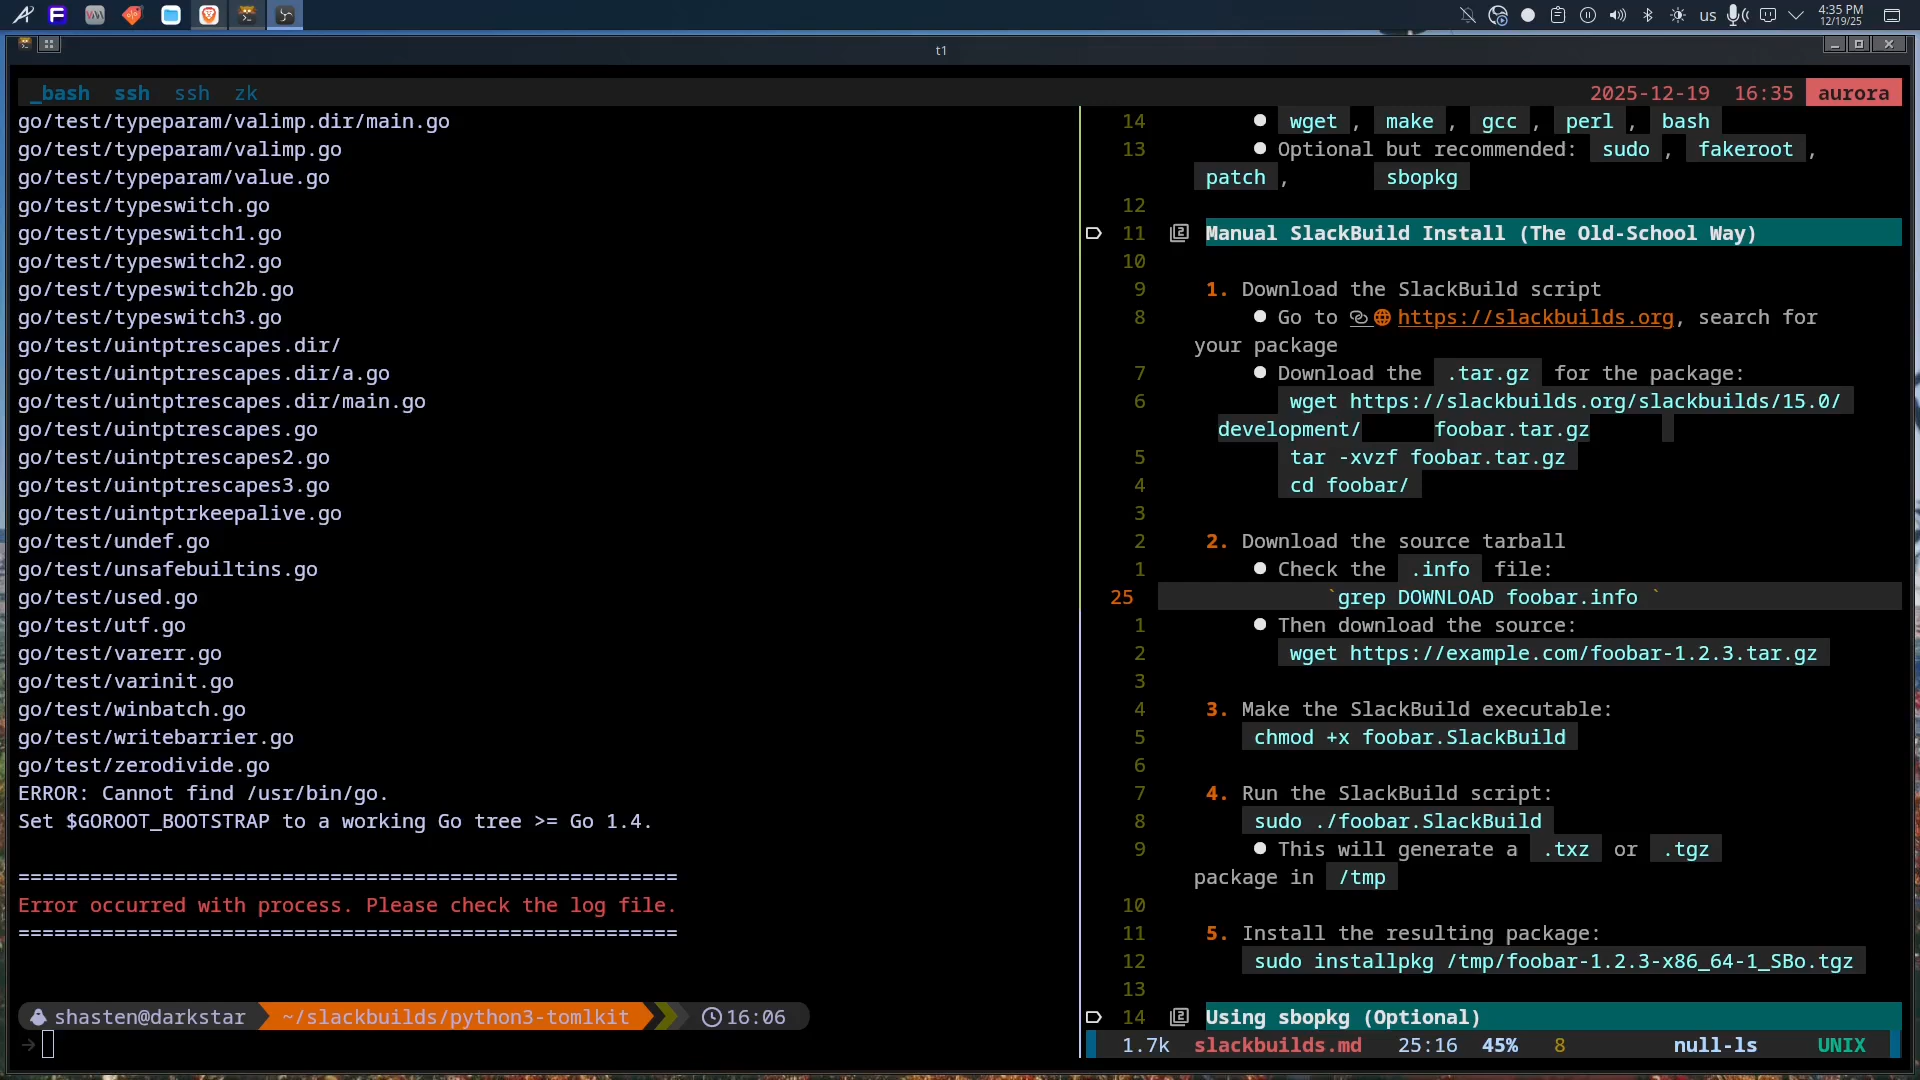 us
4:35 PM
12/19/25
t1
_bash ssh ssh zk
2025-12-19 16:35 aurora
go/test/typeparam/valimp.dir/main.go
go/test/typeparam/valimp.go
go/test/typeparam/value.go
go/test/typeswitch.go
go/test/typeswitch1.go
go/test/typeswitch2.go
go/test/typeswitch2b.go
go/test/typeswitch3.go
go/test/uintptrescapes.dir/
go/test/uintptrescapes.dir/a.go
go/test/uintptrescapes.dir/main.go
go/test/uintptrescapes.go
go/test/uintptrescapes2.go
go/test/uintptrescapes3.go
go/test/uintptrkeepalive.go
go/test/undef.go
go/test/unsafebuiltins.go
go/test/used.go
go/test/utf.go
go/test/varerr.go
go/test/varinit.go
go/test/winbatch.go
go/test/writebarrier.go
go/test/zerodivide.go
ERROR: Cannot find /usr/bin/go.
Set $GOROOT_BOOTSTRAP to a working Go tree >= Go 1.4.
=======================================================
Error occurred with process. Please check the log file.
=======================================================
shasten@darkstar ~/slackbuilds/python3-tomlkit 16:06
→
14 ● wget , make , gcc , perl , bash
13 ● Optional but recommended: sudo , fakeroot ,
patch , sbopkg
12
11 Manual SlackBuild Install (The Old-School Way)
10
9 1. Download the SlackBuild script
8 ● Go to https://slackbuilds.org, search for
your package
7 ● Download the .tar.gz for the package:
6 wget https://slackbuilds.org/slackbuilds/15.0/
development/ foobar.tar.gz
5 tar -xvzf foobar.tar.gz
4 cd foobar/
3
2 2. Download the source tarball
1 ● Check the .info file:
25 `grep DOWNLOAD foobar.info `
1 ● Then download the source:
2 wget https://example.com/foobar-1.2.3.tar.gz
3
4 3. Make the SlackBuild executable:
5 chmod +x foobar.SlackBuild
6
7 4. Run the SlackBuild script:
8 sudo ./foobar.SlackBuild
9 ● This will generate a .txz or .tgz
package in /tmp
10
11 5. Install the resulting package:
12 sudo installpkg /tmp/foobar-1.2.3-x86_64-1_SBo.tgz
13
14 Using sbopkg (Optional)
1.7k slackbuilds.md 25:16 45% 8 null-ls UNIX